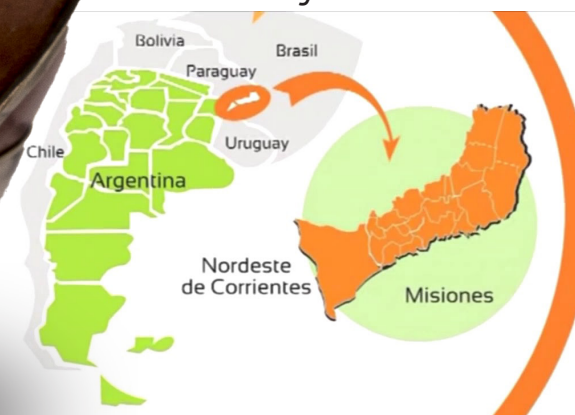 Bolivia
Brasil
Paraguay
Chile
Uruguay
Argentina
Nordeste
de Corrientes
Misiones